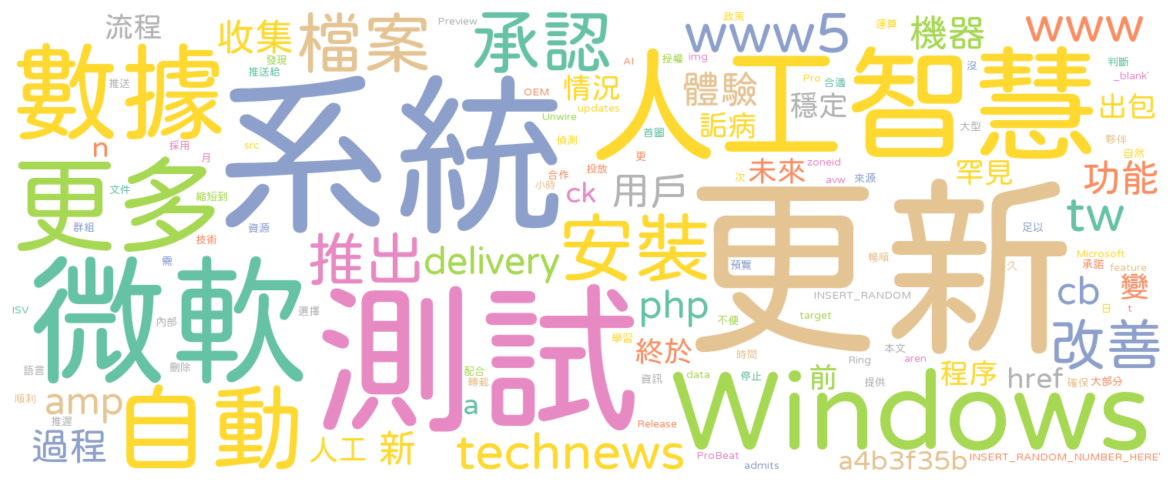 流程
收集
檔案
Preview
承認
政策
www5
運算
機器
www
發現
推送給
推送
數據
AI
授權
img
情況
體驗
Pro
合適
沒
判斷
_blank'
OEM
updates
穩定
出包
人工智慧
系統
Unwire
偵測
首圖
詬病
大型
夥伴
自然
採用
src
n
月
更
更多
文件
縮短到
合作
投放
小時
ck
用戶
次
未來
zoneid
avw
來源
罕見
功能
群組
資源
技術
tw
足以
更新
安裝
推出
delivery
需
預覽
暢順
Microsoft
承諾
feature
久
微軟
測試
php
INSERT_RANDOM
cb
變
ISV
內部
選擇
不便
target
日
t
學習
終於
時間
本文
改善
語言
刪除
配合
轉載
資訊
data
停止
Ring
aren
前
提供
程序
href
確保
大部分
順利
amp
自動
a
Windows
推遲
過程
人工
新
Release
technews
ProBeat
admits
a4b3f35b
INSERT_RANDOM_NUMBER_HERE'